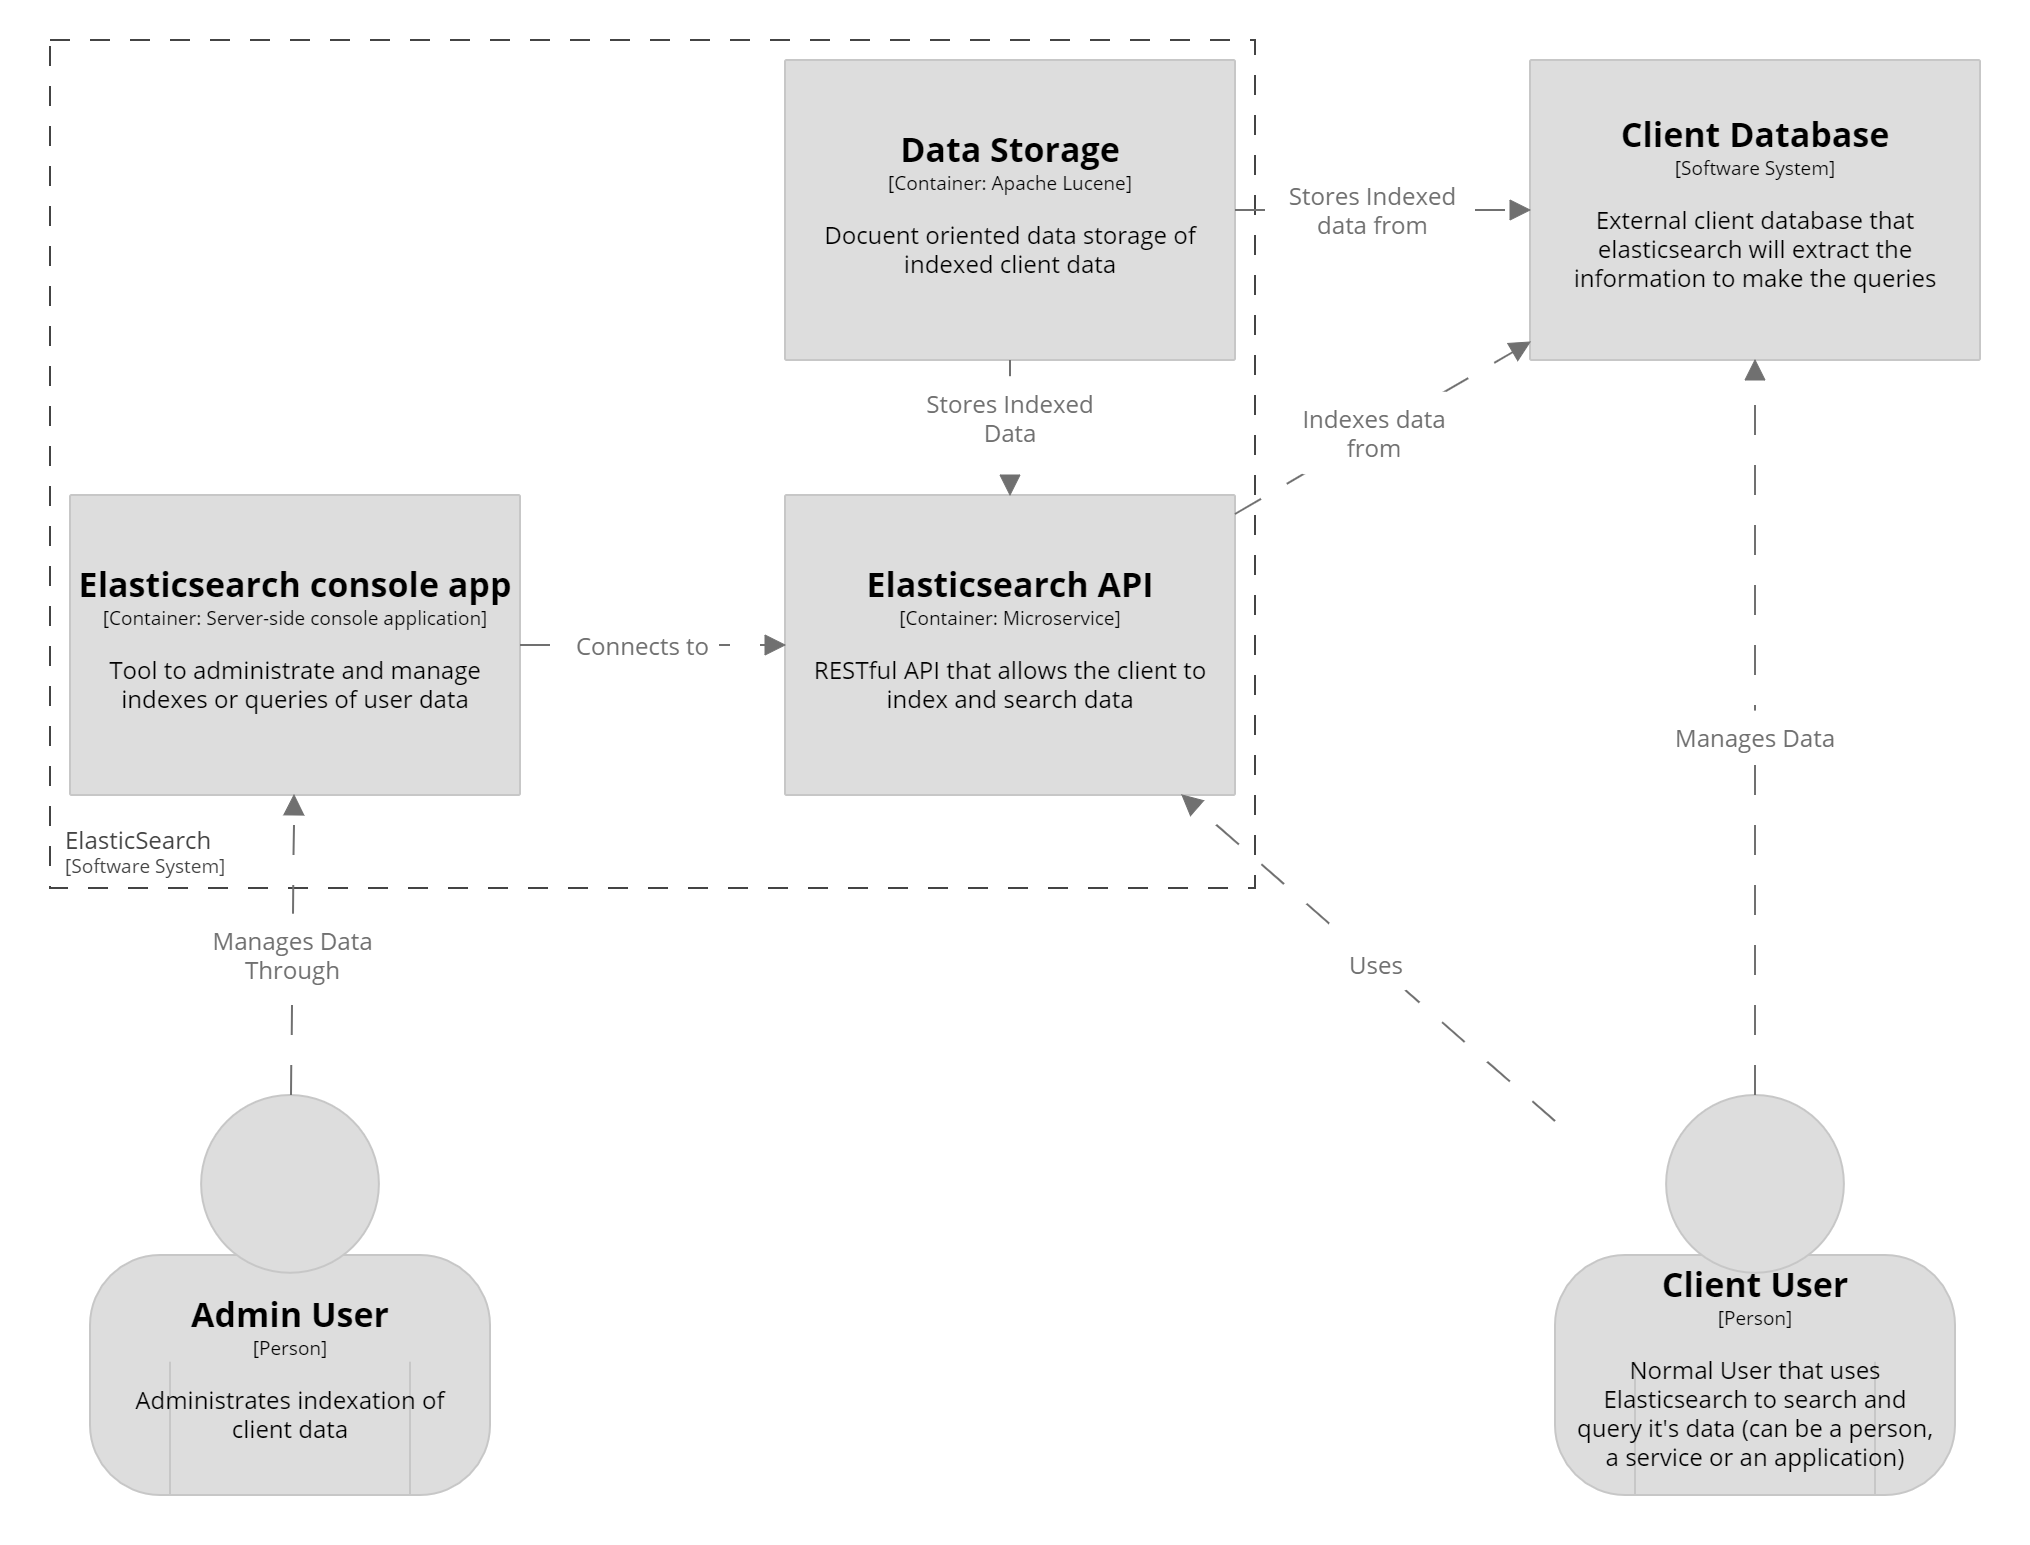 Data Storage
[Container: Apache Lucene]
Docuent oriented data storage of
indexed client data
Stores Indexed
data from
Client Database
[Software System]
External client database that
elasticsearch will extract the
information to make the queries
Stores Indexed
Data
Indexes data
from
Elasticsearch console app
[Container: Server-side console application]
Tool to administrate and manage
indexes or queries of user data
Connects to
Elasticsearch API
[Container: Microservice]
RESTful API that allows the client to
index and search data
Manages Data
ElasticSearch
[Software System]
Manages Data
Through
Uses
Admin User
[Person]
Administrates indexation of
client data
Client User
[Person]
Normal User that uses
Elasticsearch to search and
query it's data (can be a person,
a service or an application)